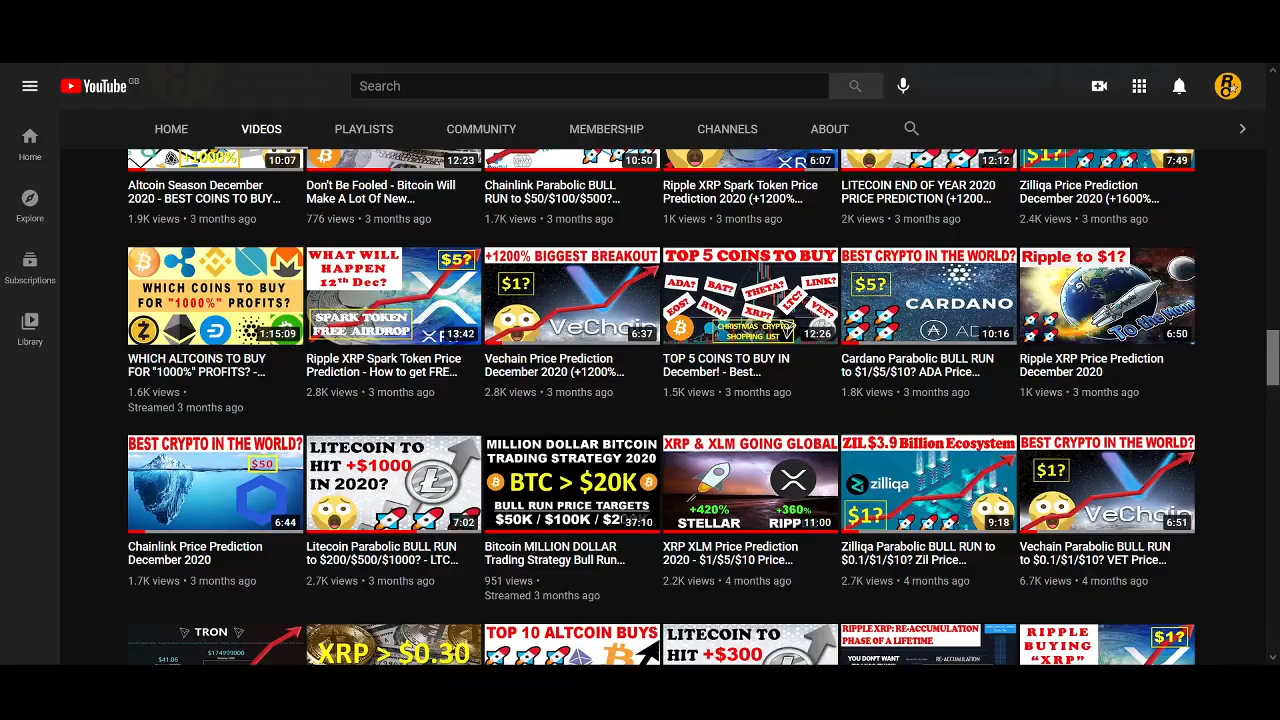 YouTube GB
Search
HOME VIDEOS PLAYLISTS COMMUNITY MEMBERSHIP CHANNELS ABOUT
Home
Explore
Subscriptions
Library
+1000%
10:07
12:23
10:50
6:07
12:12
$1?
7:49
Altcoin Season December
2020 - BEST COINS TO BUY...
1.9K views • 3 months ago
Don't Be Fooled - Bitcoin Will
Make A Lot Of New...
776 views • 3 months ago
Chainlink Parabolic BULL
RUN to $50/$100/$500?...
1.7K views • 3 months ago
Ripple XRP Spark Token Price
Prediction 2020 (+1200%...
1K views • 3 months ago
LITECOIN END OF YEAR 2020
PRICE PREDICTION (+1200...
2K views • 3 months ago
Zilliqa Price Prediction
December 2020 (+1600%...
2.4K views • 3 months ago
WHICH COINS TO BUY
FOR "1000%" PROFITS?
1:15:09
WHICH ALTCOINS TO BUY
FOR "1000%" PROFITS? -...
1.6K views •
Streamed 3 months ago
WHAT WILL
HAPPEN
12th Dec?
$5?
SPARK TOKEN
FREE AIRDROP
13:42
Ripple XRP Spark Token Price
Prediction - How to get FRE...
2.8K views • 3 months ago
+1200% BIGGEST BREAKOUT
$1?
VeChain
6:37
Vechain Price Prediction
December 2020 (+1200%...
2.8K views • 3 months ago
TOP 5 COINS TO BUY
ADA? BAT? THETA? LINK?
EOS? RVN? XRP? LTC? VET?
CHRISTMAS CRYPTO
SHOPPING LIST
12:26
TOP 5 COINS TO BUY IN
December! - Best...
1.5K views • 3 months ago
BEST CRYPTO IN THE WORLD?
$5?
CARDANO
10:16
Cardano Parabolic BULL RUN
to $1/$5/$10? ADA Price...
1.8K views • 3 months ago
Ripple to $1?
To the Moon
6:50
Ripple XRP Price Prediction
December 2020
1K views • 3 months ago
BEST CRYPTO IN THE WORLD?
$50
6:44
Chainlink Price Prediction
December 2020
1.7K views • 3 months ago
LITECOIN TO
HIT +$1000
IN 2020?
7:02
Litecoin Parabolic BULL RUN
to $200/$500/$1000? - LTC...
2.7K views • 3 months ago
MILLION DOLLAR BITCOIN
TRADING STRATEGY 2020
BTC > $20K
BULL RUN PRICE TARGETS
$50K / $100K / $2
37:10
Bitcoin MILLION DOLLAR
Trading Strategy Bull Run...
951 views •
Streamed 3 months ago
XRP & XLM GOING GLOBAL
+420%
STELLAR
+360%
RIPP
11:00
XRP XLM Price Prediction
2020 - $1/$5/$10 Price...
2.2K views • 4 months ago
ZIL $3.9 Billion Ecosystem
zilliqa
$1?
9:18
Zilliqa Parabolic BULL RUN to
$0.1/$1/$10? Zil Price...
2.7K views • 4 months ago
BEST CRYPTO IN THE WORLD?
$1?
VeChain
6:51
Vechain Parabolic BULL RUN
to $0.1/$1/$10? VET Price...
6.7K views • 4 months ago
TRON
$41.06
$174999000
XRP > $0.30
TOP 10 ALTCOIN BUYS
LITECOIN TO
HIT +$300
RIPPLE XRP: RE-ACCUMULATION
PHASE OF A LIFETIME
YOU DON'T WANT
RE-ACCUMULATION
RIPPLE
BUYING
"XRP"
$1?